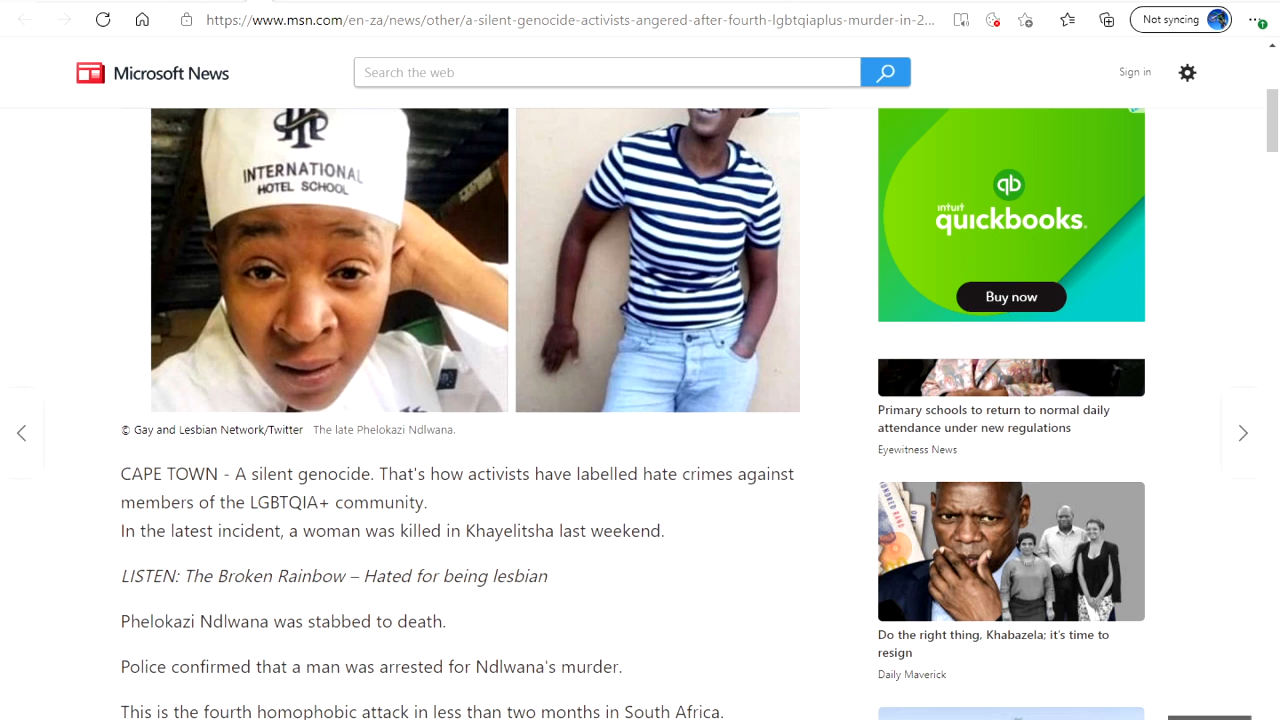 https://www.msn.com/en-za/news/other/a-silent-genocide-activists-angered-after-fourth-lgbtqiaplus-murder-in-2...
Not syncing
Microsoft News
Search the web
Sign in
INTERNATIONAL
HOTEL SCHOOL
qb
intuit
quickbooks.
Buy now
© Gay and Lesbian Network/Twitter The late Phelokazi Ndlwana.
CAPE TOWN - A silent genocide. That's how activists have labelled hate crimes against
members of the LGBTQIA+ community.
In the latest incident, a woman was killed in Khayelitsha last weekend.
LISTEN: The Broken Rainbow – Hated for being lesbian
Phelokazi Ndlwana was stabbed to death.
Police confirmed that a man was arrested for Ndlwana's murder.
This is the fourth homophobic attack in less than two months in South Africa.
Primary schools to return to normal daily
attendance under new regulations
Eyewitness News
Do the right thing, Khabazela; it's time to
resign
Daily Maverick